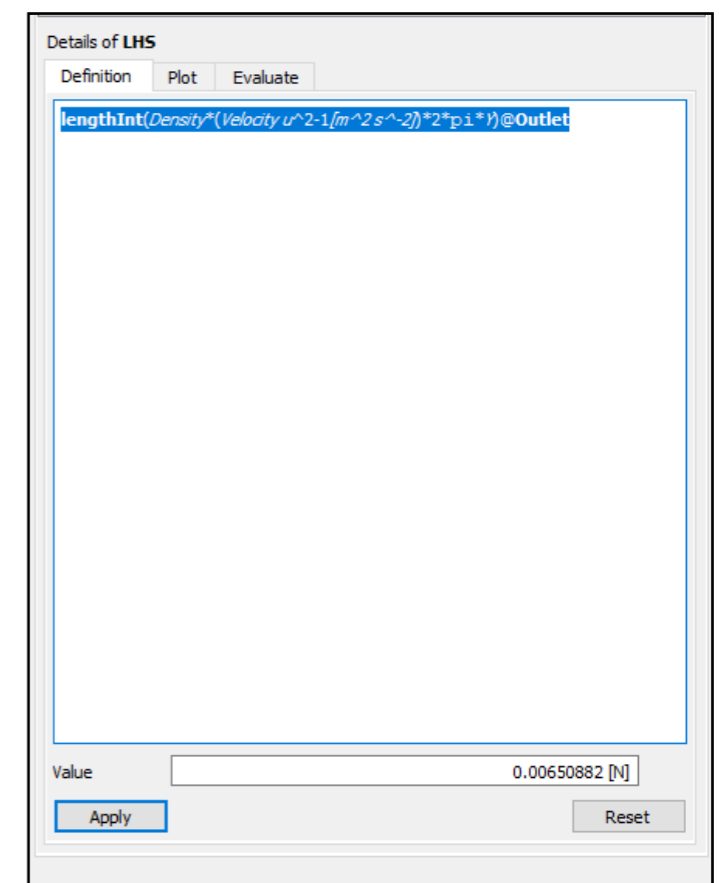 Details of LHS
Definition Plot Evaluate
lengthInt(Density*(Velocity u^2-1[m^2 s^-2])*2*pi*Y)@Outlet
Value 0.00650882 [N]
Apply Reset